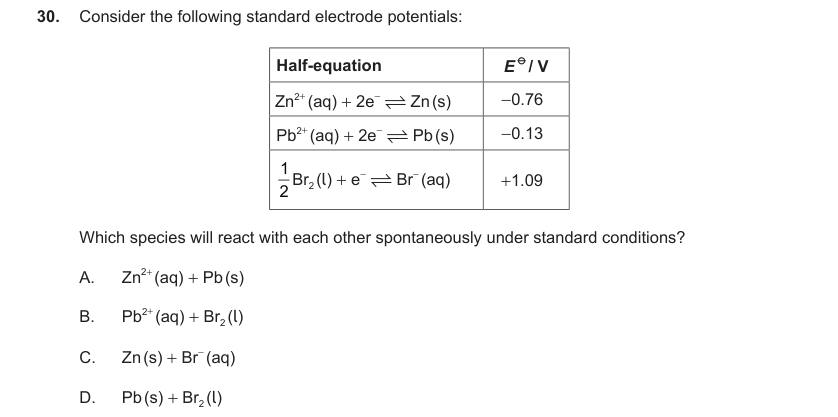 30. Consider the following standard electrode potentials:
Half-equation E⊖ / V
Zn²⁺ (aq) + 2e⁻ ⇌ Zn (s) −0.76
Pb²⁺ (aq) + 2e⁻ ⇌ Pb (s) −0.13
1/2 Br₂ (l) + e⁻ ⇌ Br⁻ (aq) +1.09
Which species will react with each other spontaneously under standard conditions?
A. Zn²⁺ (aq) + Pb (s)
B. Pb²⁺ (aq) + Br₂ (l)
C. Zn (s) + Br⁻ (aq)
D. Pb (s) + Br₂ (l)